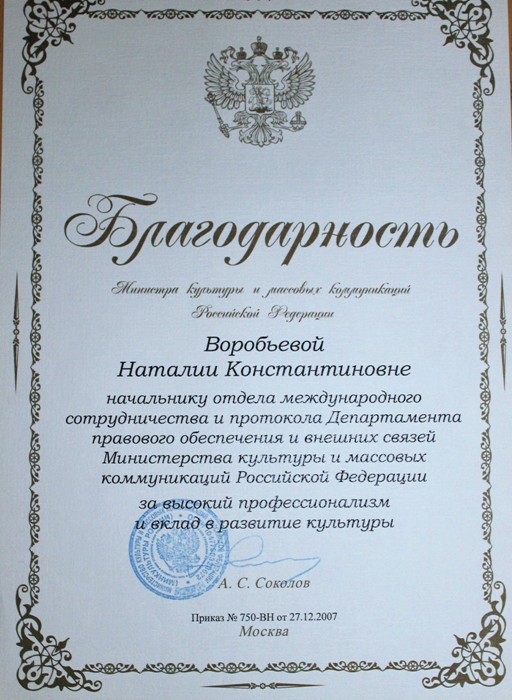 Благодарность
Министра культуры и массовых коммуникаций
Российской Федерации
Воробьевой
Наталии Константиновне
начальнику отдела международного
сотрудничества и протокола Департамента
правового обеспечения и внешних связей
Министерства культуры и массовых
коммуникаций Российской Федерации
за высокий профессионализм
и вклад в развитие культуры
А. С. Соколов
Приказ № 750-ВН от 27.12.2007
Москва